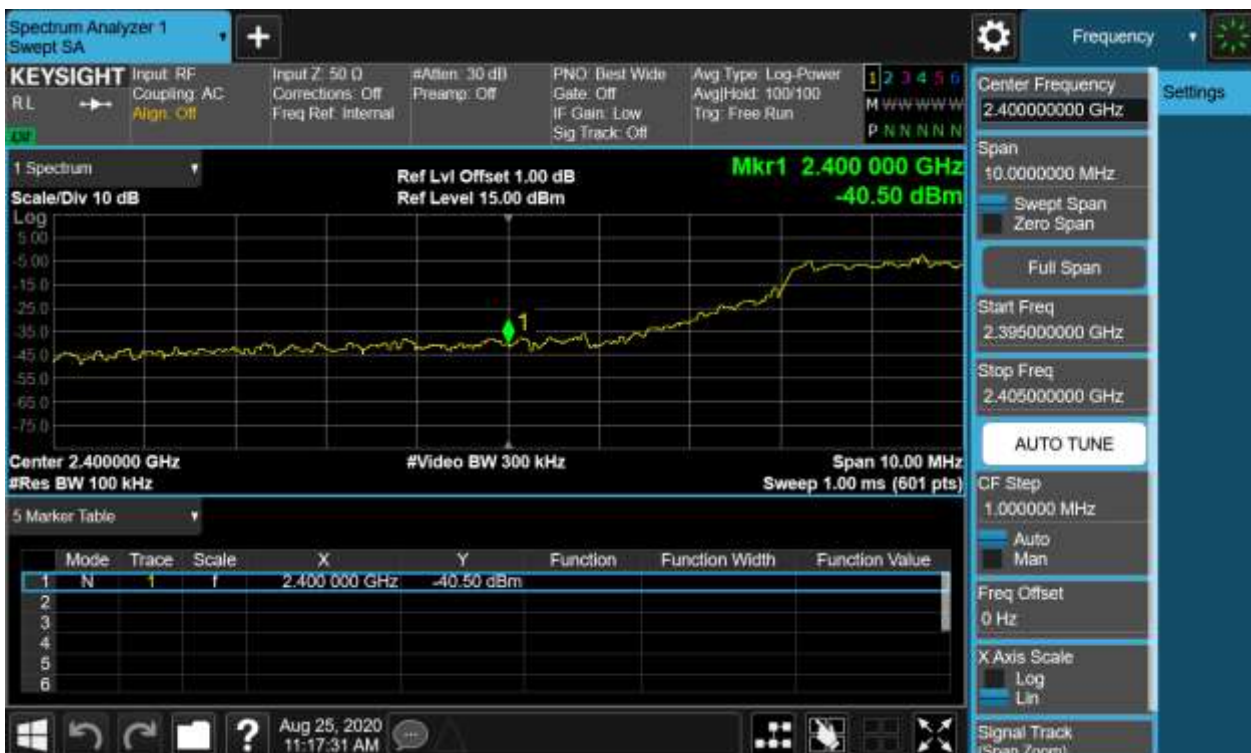 Spectrum Analyzer 1
Swept SA
Frequency
KEYSIGHT
Input: RF
Input Z: 50 Ω
#Atten: 30 dB
PNO: Best Wide
Avg Type: Log-Power
1 2 3 4 5 6
R L
Coupling: AC
Corrections: Off
Preamp: Off
Gate: Off
Avg|Hold: 100/100
M W W W W W
Align: Off
Freq Ref: Internal
IF Gain: Low
Trig: Free Run
Sig Track: Off
P N N N N N
1 Spectrum
Ref Lvl Offset 1.00 dB
Mkr1 2.400 000 GHz
Scale/Div 10 dB
Ref Level 15.00 dBm
-40.50 dBm
Log
5.00
-5.00
-15.0
-25.0
-35.0
-45.0
-55.0
-65.0
-75.0
1
Center 2.400000 GHz
#Video BW 300 kHz
Span 10.00 MHz
#Res BW 100 kHz
Sweep 1.00 ms (601 pts)
5 Marker Table
Mode Trace Scale X Y Function Function Width Function Value
1 N 1 f 2.400 000 GHz -40.50 dBm
2
3
4
5
6
?
Aug 25, 2020
11:17:31 AM
Center Frequency
2.400000000 GHz
Settings
Span
10.0000000 MHz
Swept Span
Zero Span
Full Span
Start Freq
2.395000000 GHz
Stop Freq
2.405000000 GHz
AUTO TUNE
CF Step
1.000000 MHz
Auto
Man
Freq Offset
0 Hz
X Axis Scale
Log
Lin
Signal Track
(Span Zoom)